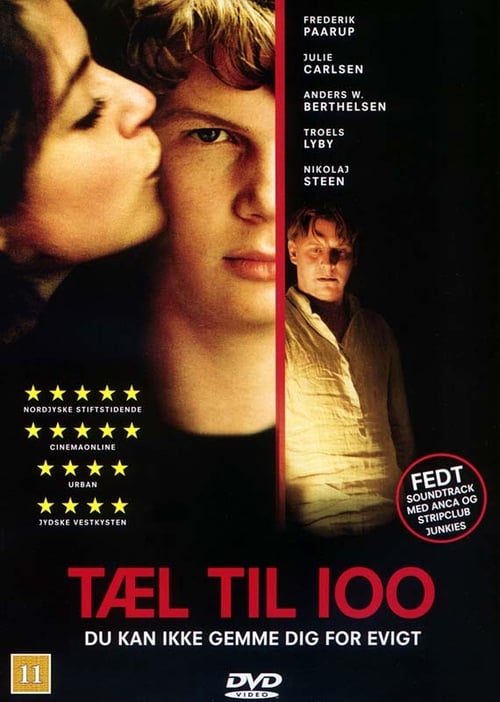 FREDERIK
PAARUP
JULIE
CARLSEN
ANDERS W.
BERTHELSEN
TROELS
LYBY
NIKOLAJ
STEEN
NORDJYSKE STIFTSTIDENDE
CINEMAONLINE
URBAN
JYDSKE VESTKYSTEN
FEDT
SOUNDTRACK
MED ANCA OG
STRIPCLUB
JUNKIES
TÆL TIL 100
DU KAN IKKE GEMME DIG FOR EVIGT
11
DVD
VIDEO